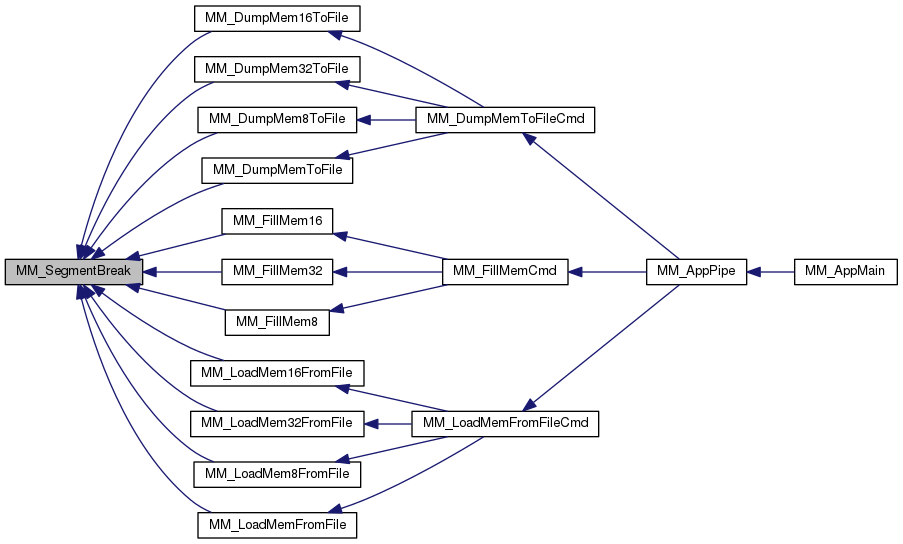 MM_DumpMem16ToFile
MM_DumpMem32ToFile
MM_DumpMem8ToFile
MM_DumpMemToFileCmd
MM_DumpMemToFile
MM_FillMem16
MM_SegmentBreak
MM_FillMem32
MM_FillMemCmd
MM_AppPipe
MM_AppMain
MM_FillMem8
MM_LoadMem16FromFile
MM_LoadMem32FromFile
MM_LoadMemFromFileCmd
MM_LoadMem8FromFile
MM_LoadMemFromFile